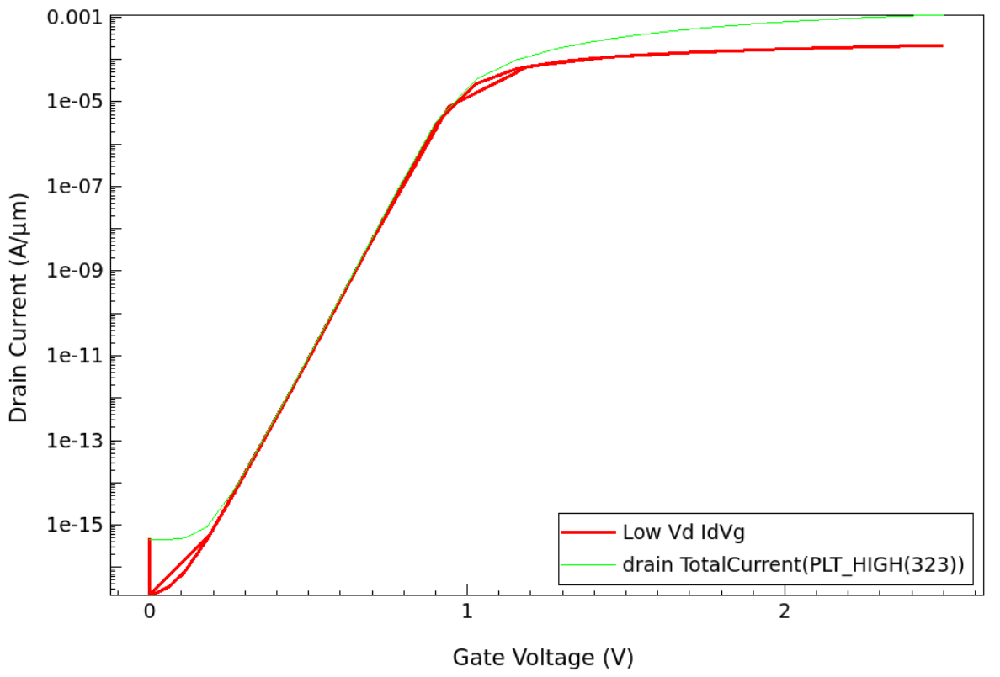 0.001
1e-05
1e-07
1e-09
1e-11
1e-13
1e-15
Drain Current (A/μm)
Low Vd IdVg
drain TotalCurrent(PLT_HIGH(323))
0 1 2
Gate Voltage (V)